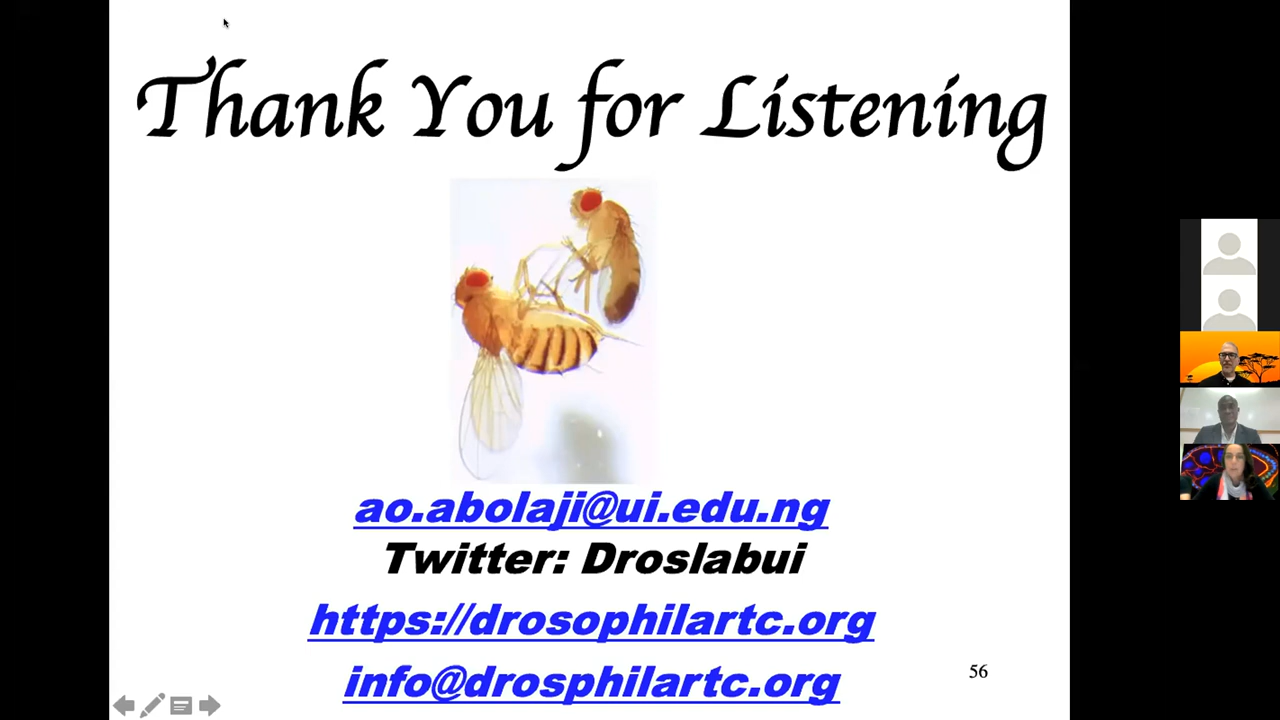 Thank You for Listening
ao.abolaji@ui.edu.ng
Twitter: Droslabui
https://drosophilartc.org
info@drosphilartc.org
56